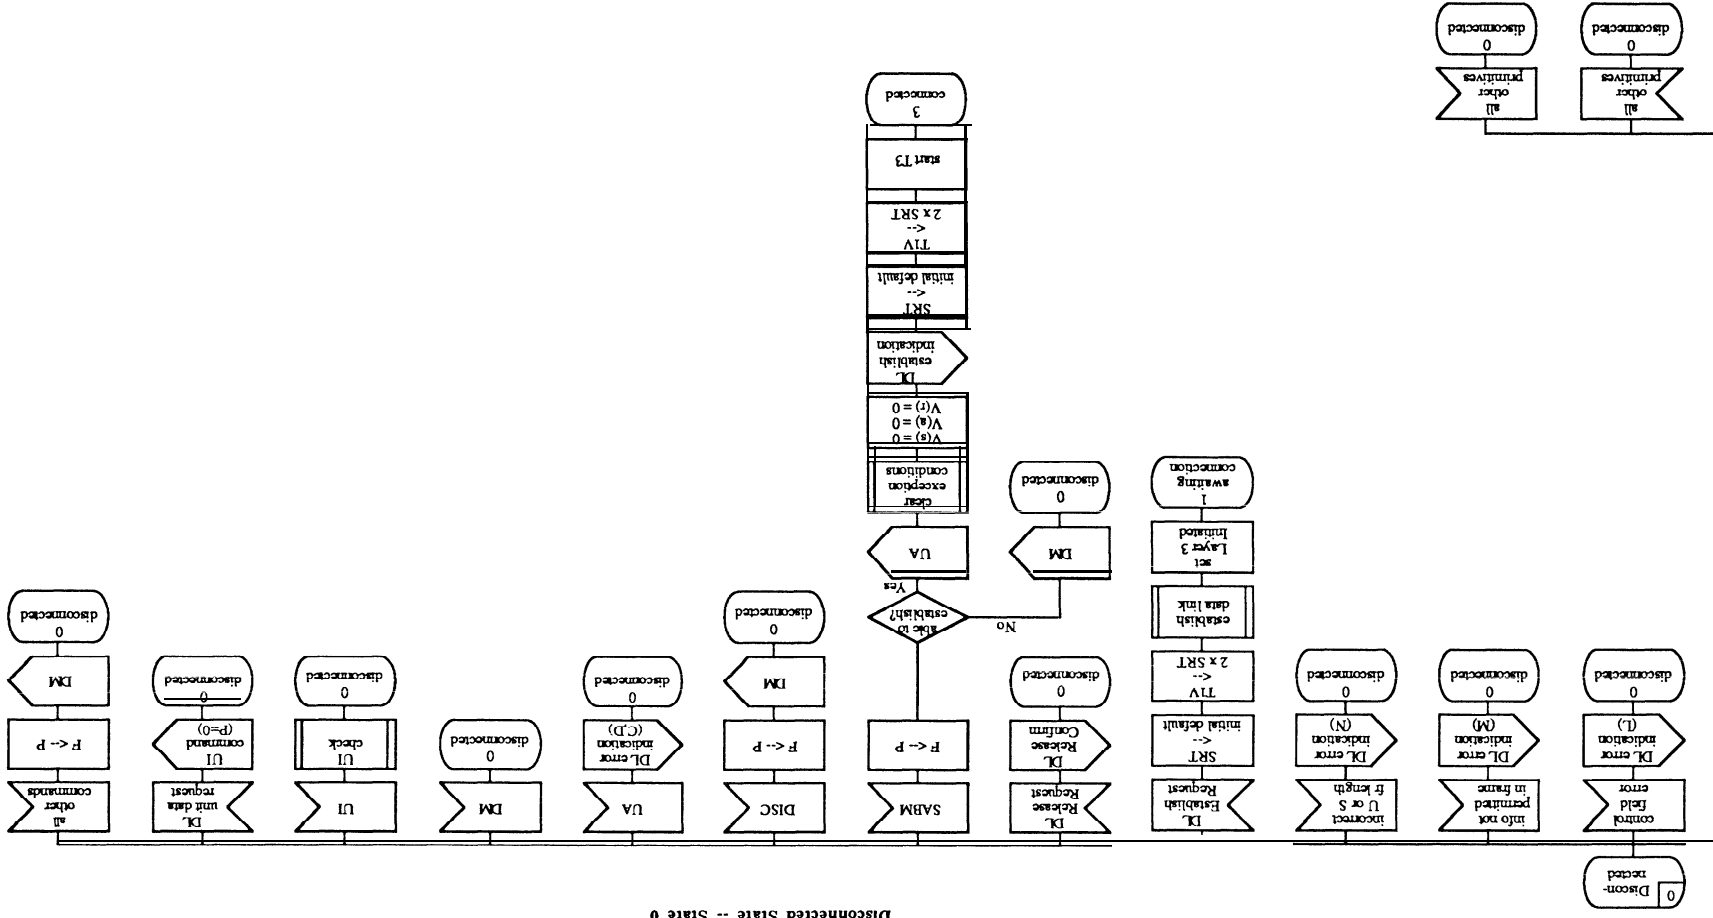 Disconnected State -- State 0
0
Discon-
nected
control
field
error
DL error
indication
(L)
0
disconnected
info not
permitted
in frame
DL error
indication
(M)
0
disconnected
incorrect
U or S
fr length
DL error
indication
(N)
0
disconnected
DL
Establish
Request
SRT
<--
initial default
T1V
<--
2 x SRT
establish
data link
set
Layer 3
Initiated
1
awaiting
connection
DL
Release
Request
DL
Release
Confirm
0
disconnected
SABM
F <-- P
able to
establish?
No
Yes
DM
0
disconnected
UA
clear
exception
conditions
V(s) = 0
V(a) = 0
V(r) = 0
DL
establish
indication
SRT
<--
initial default
T1V
<--
2 x SRT
start T3
3
connected
DISC
F <-- P
DM
0
disconnected
UA
DL error
indication
(C,D)
0
disconnected
DM
0
disconnected
UI
UI
check
0
disconnected
DL
unit data
request
UI
command
(P=0)
0
disconnected
all
other
commands
F <-- P
DM
0
disconnected
all
other
primitives
0
disconnected
all
other
primitives
0
disconnected